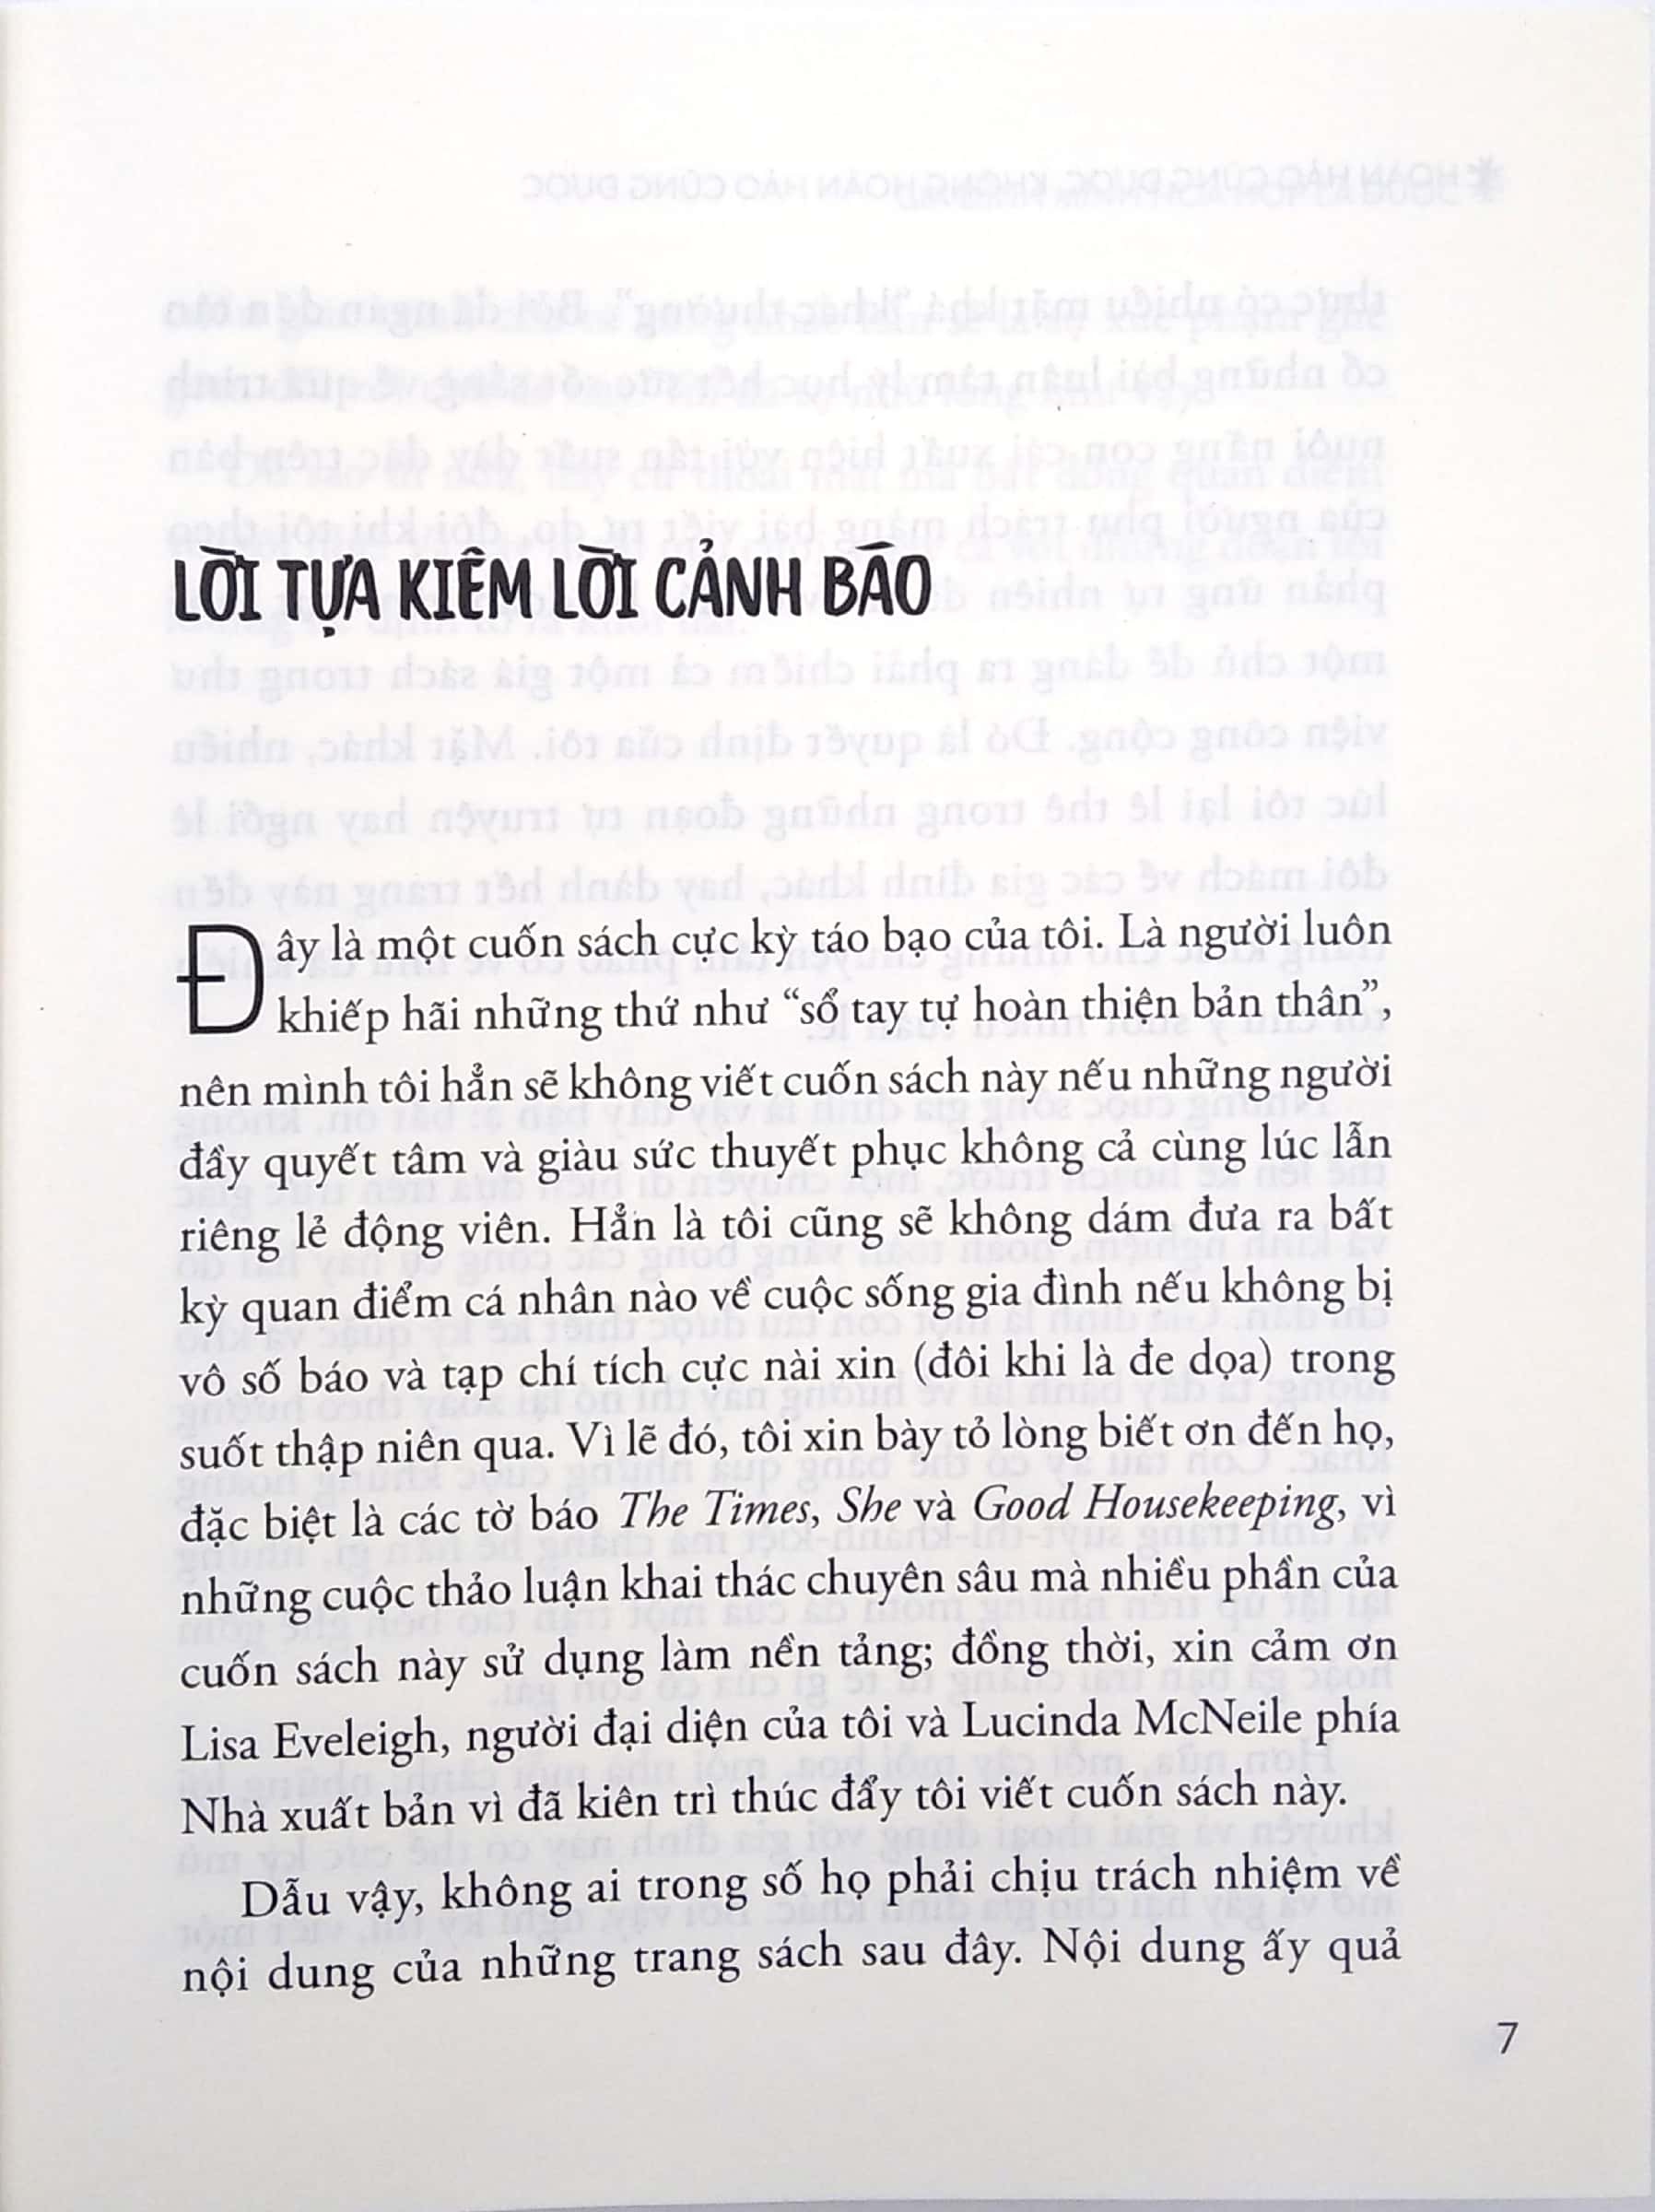 LỜI TỰA KIÊM LỜI CẢNH BÁO
Đây là một cuốn sách cực kỳ táo bạo của tôi. Là người luôn
khiếp hãi những thứ như “sổ tay tự hoàn thiện bản thân”,
nên mình tôi hẳn sẽ không viết cuốn sách này nếu những người
đầy quyết tâm và giàu sức thuyết phục không cả cùng lúc lẫn
riêng lẻ động viên. Hẳn là tôi cũng sẽ không dám đưa ra bất
kỳ quan điểm cá nhân nào về cuộc sống gia đình nếu không bị
vô số báo và tạp chí tích cực nài xin (đôi khi là đe dọa) trong
suốt thập niên qua. Vì lẽ đó, tôi xin bày tỏ lòng biết ơn đến họ,
đặc biệt là các tờ báo The Times, She và Good Housekeeping, vì
những cuộc thảo luận khai thác chuyên sâu mà nhiều phần của
cuốn sách này sử dụng làm nền tảng; đồng thời, xin cảm ơn
Lisa Eveleigh, người đại diện của tôi và Lucinda McNeile phía
Nhà xuất bản vì đã kiên trì thúc đẩy tôi viết cuốn sách này.
Dẫu vậy, không ai trong số họ phải chịu trách nhiệm về
nội dung của những trang sách sau đây. Nội dung ấy quả
7